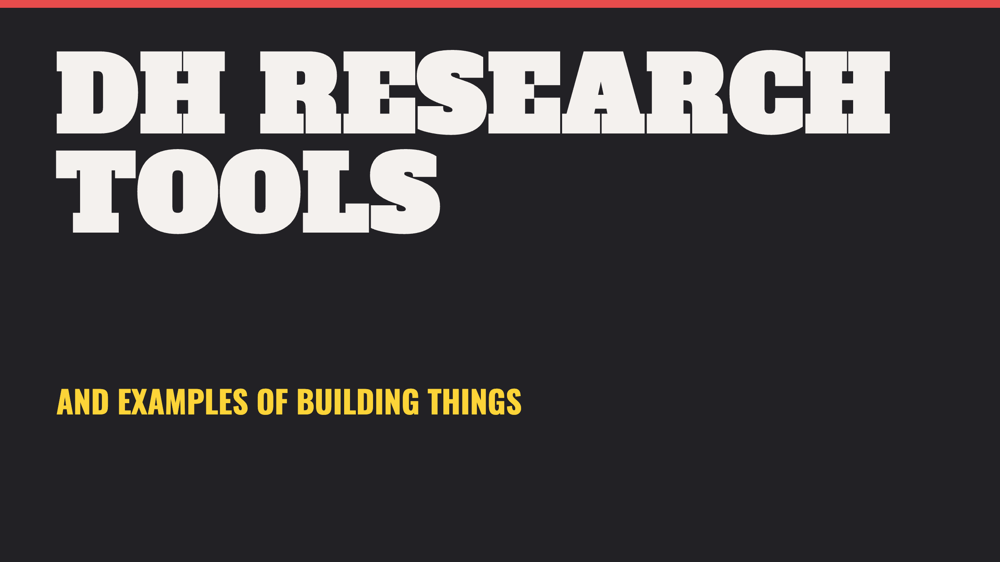 DH RESEARCH
TOOLS
AND EXAMPLES OF BUILDING THINGS